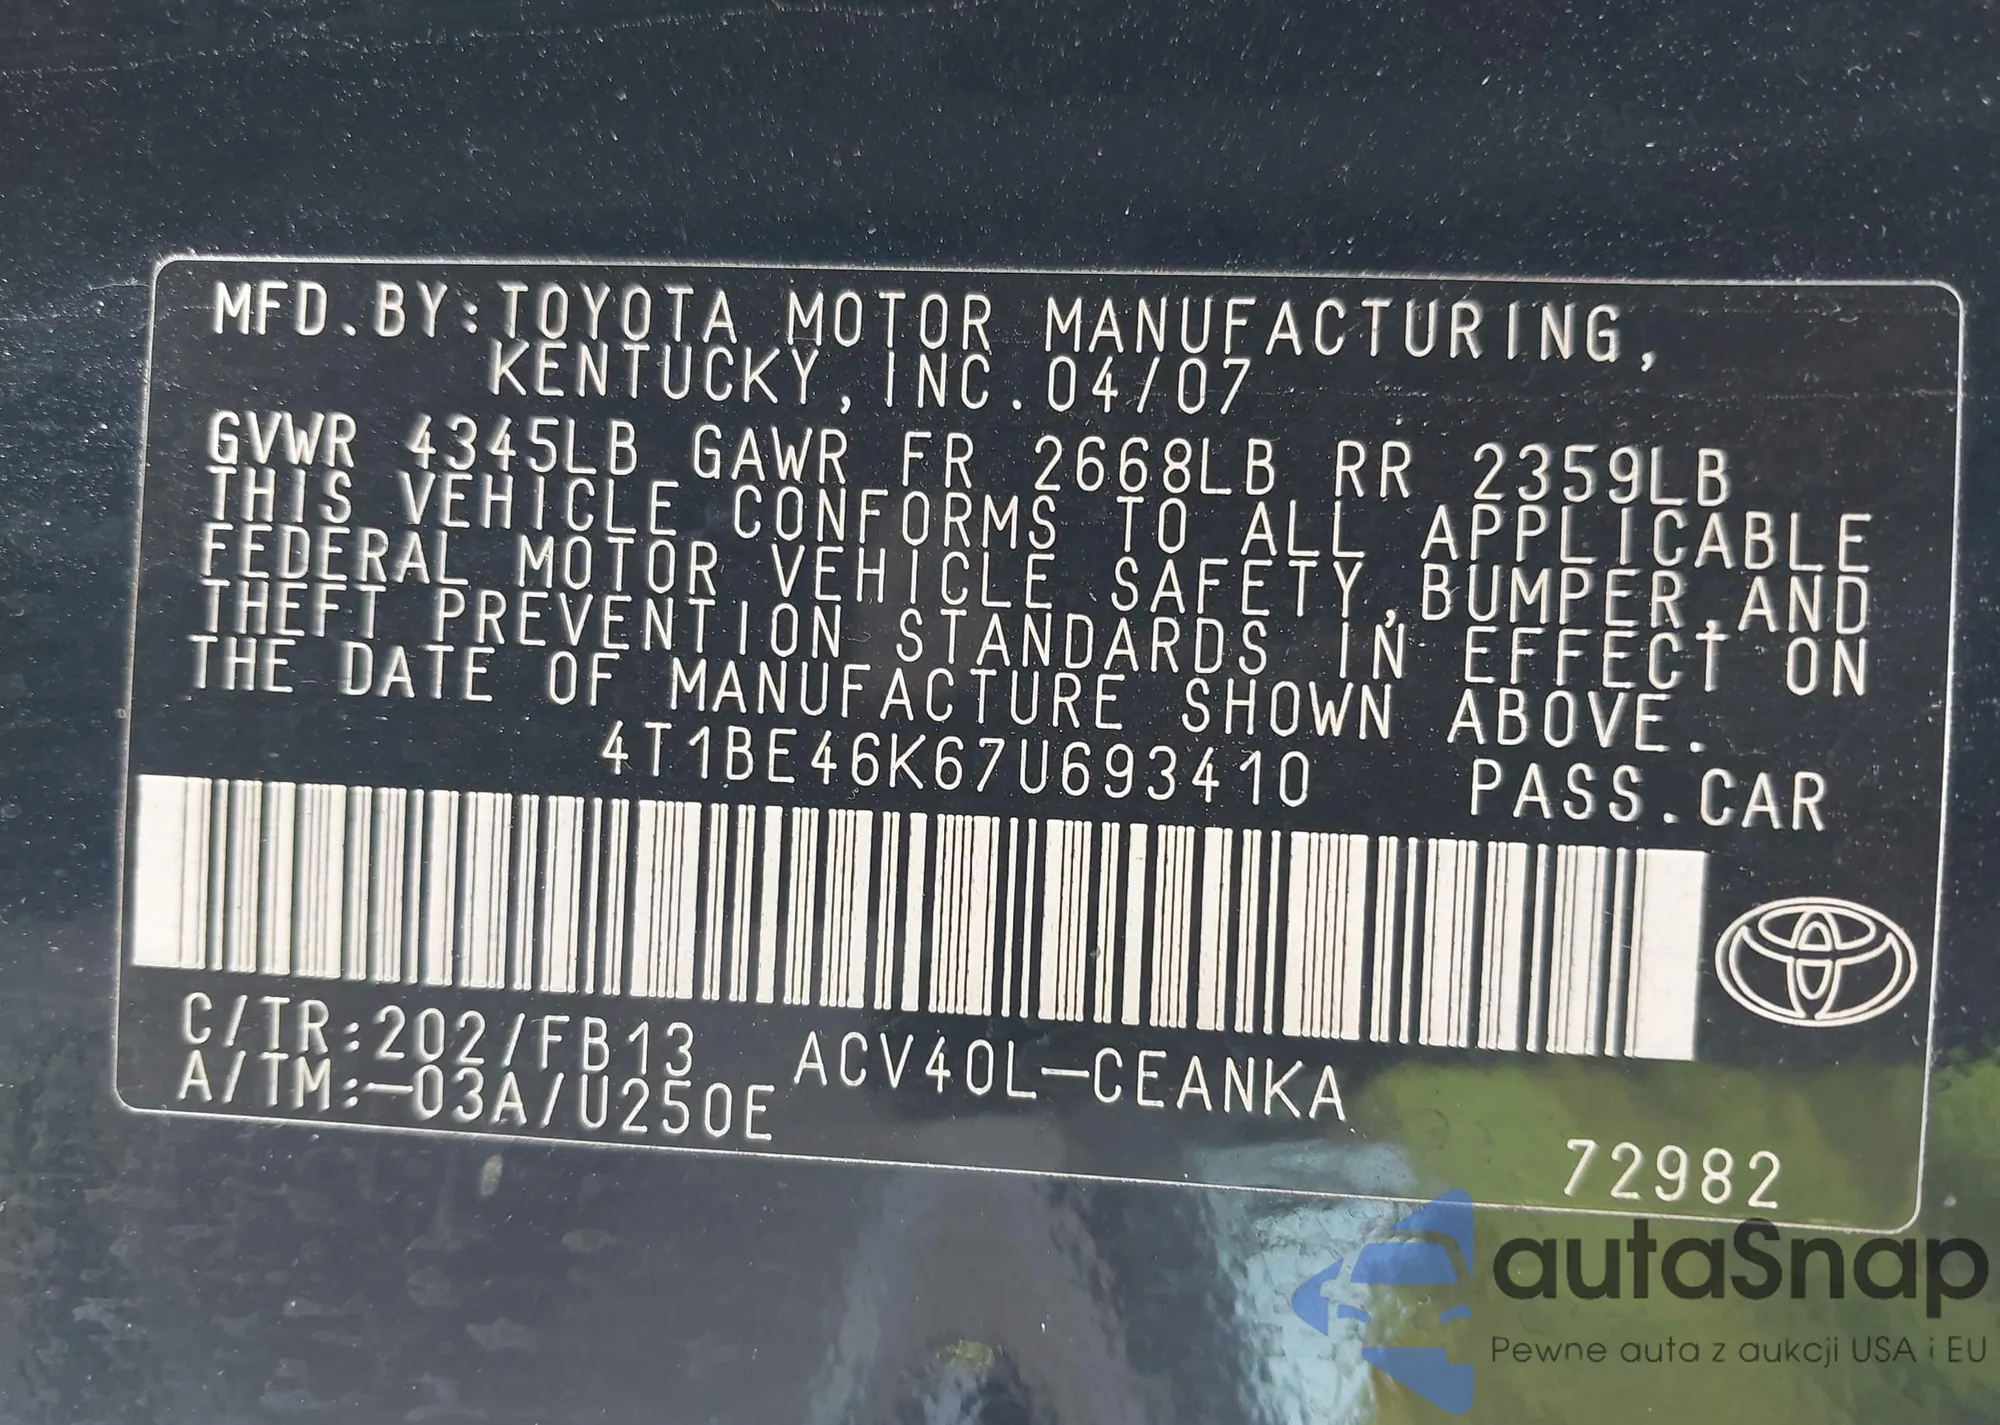 MFD.BY:TOYOTA MOTOR MANUFACTURING,
KENTUCKY, INC. 04/07
GVWR 4345LB GAWR FR 2668LB RR 2359LB
THIS VEHICLE CONFORMS TO ALL APPLICABLE
FEDERAL MOTOR VEHICLE SAFETY,BUMPER,AND
THEFT PREVENTION STANDARDS IN EFFECT ON
THE DATE OF MANUFACTURE SHOWN ABOVE.
4T1BE46K67U693410 PASS.CAR
C/TR:202/FB13 ACV40L-CEANKA
A/TM:-03A/U250E
72982
autaSnap
Pewne auta z aukcji USA i EU